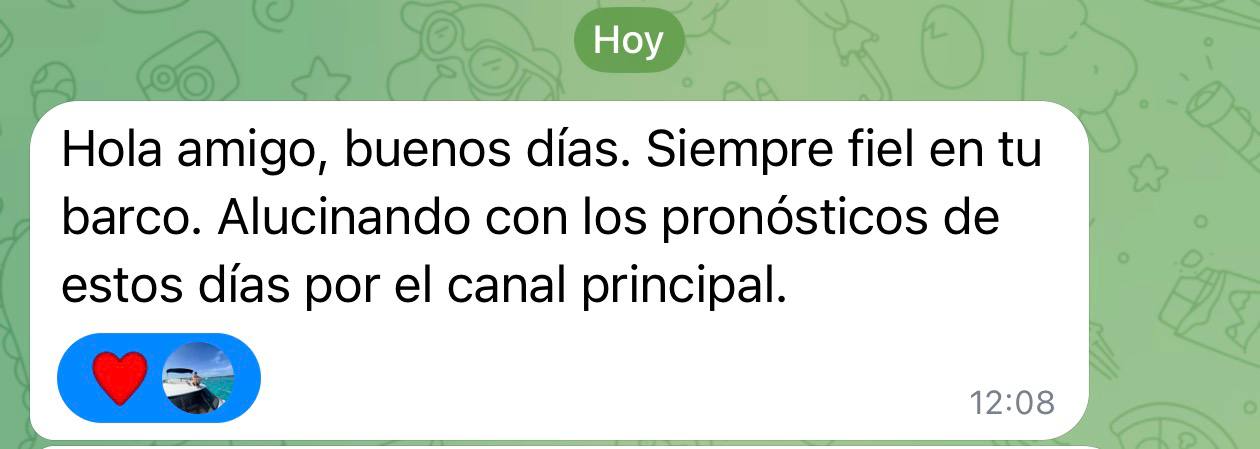 Hoy
Hola amigo, buenos días. Siempre fiel en tu
barco. Alucinando con los pronósticos de
estos días por el canal principal.
12:08